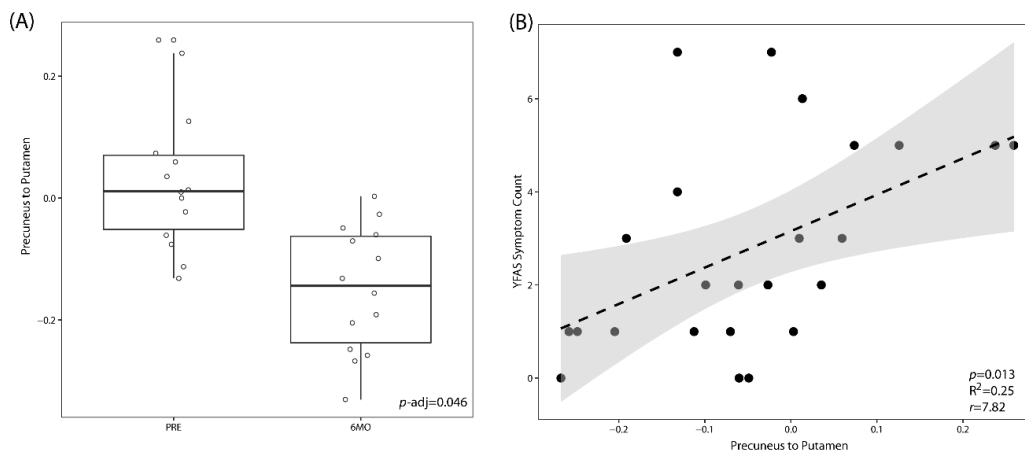 (A)
Precuneus to Putamen
0.2
0.0
−0.2
PRE
6MO
p-adj=0.046
(B)
YFAS Symptom Count
6
4
2
0
−0.2
−0.1
0.0
0.1
0.2
Precuneus to Putamen
p=0.013
R²=0.25
r=7.82